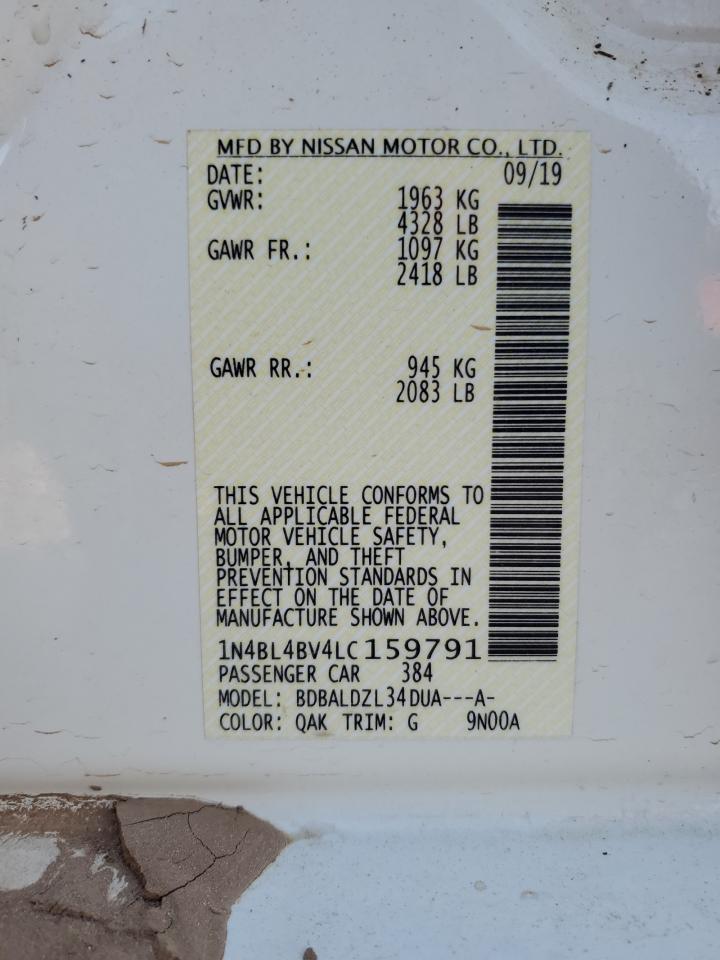 MFD BY NISSAN MOTOR CO., LTD.
DATE: 09/19
GVWR: 1963 KG
4328 LB
GAWR FR.: 1097 KG
2418 LB
GAWR RR.: 945 KG
2083 LB
THIS VEHICLE CONFORMS TO
ALL APPLICABLE FEDERAL
MOTOR VEHICLE SAFETY,
BUMPER, AND THEFT
PREVENTION STANDARDS IN
EFFECT ON THE DATE OF
MANUFACTURE SHOWN ABOVE.
1N4BL4BV4LC159791
PASSENGER CAR 384
MODEL: BDBALDZL34DUA---A-
COLOR: QAK TRIM: G 9N00A